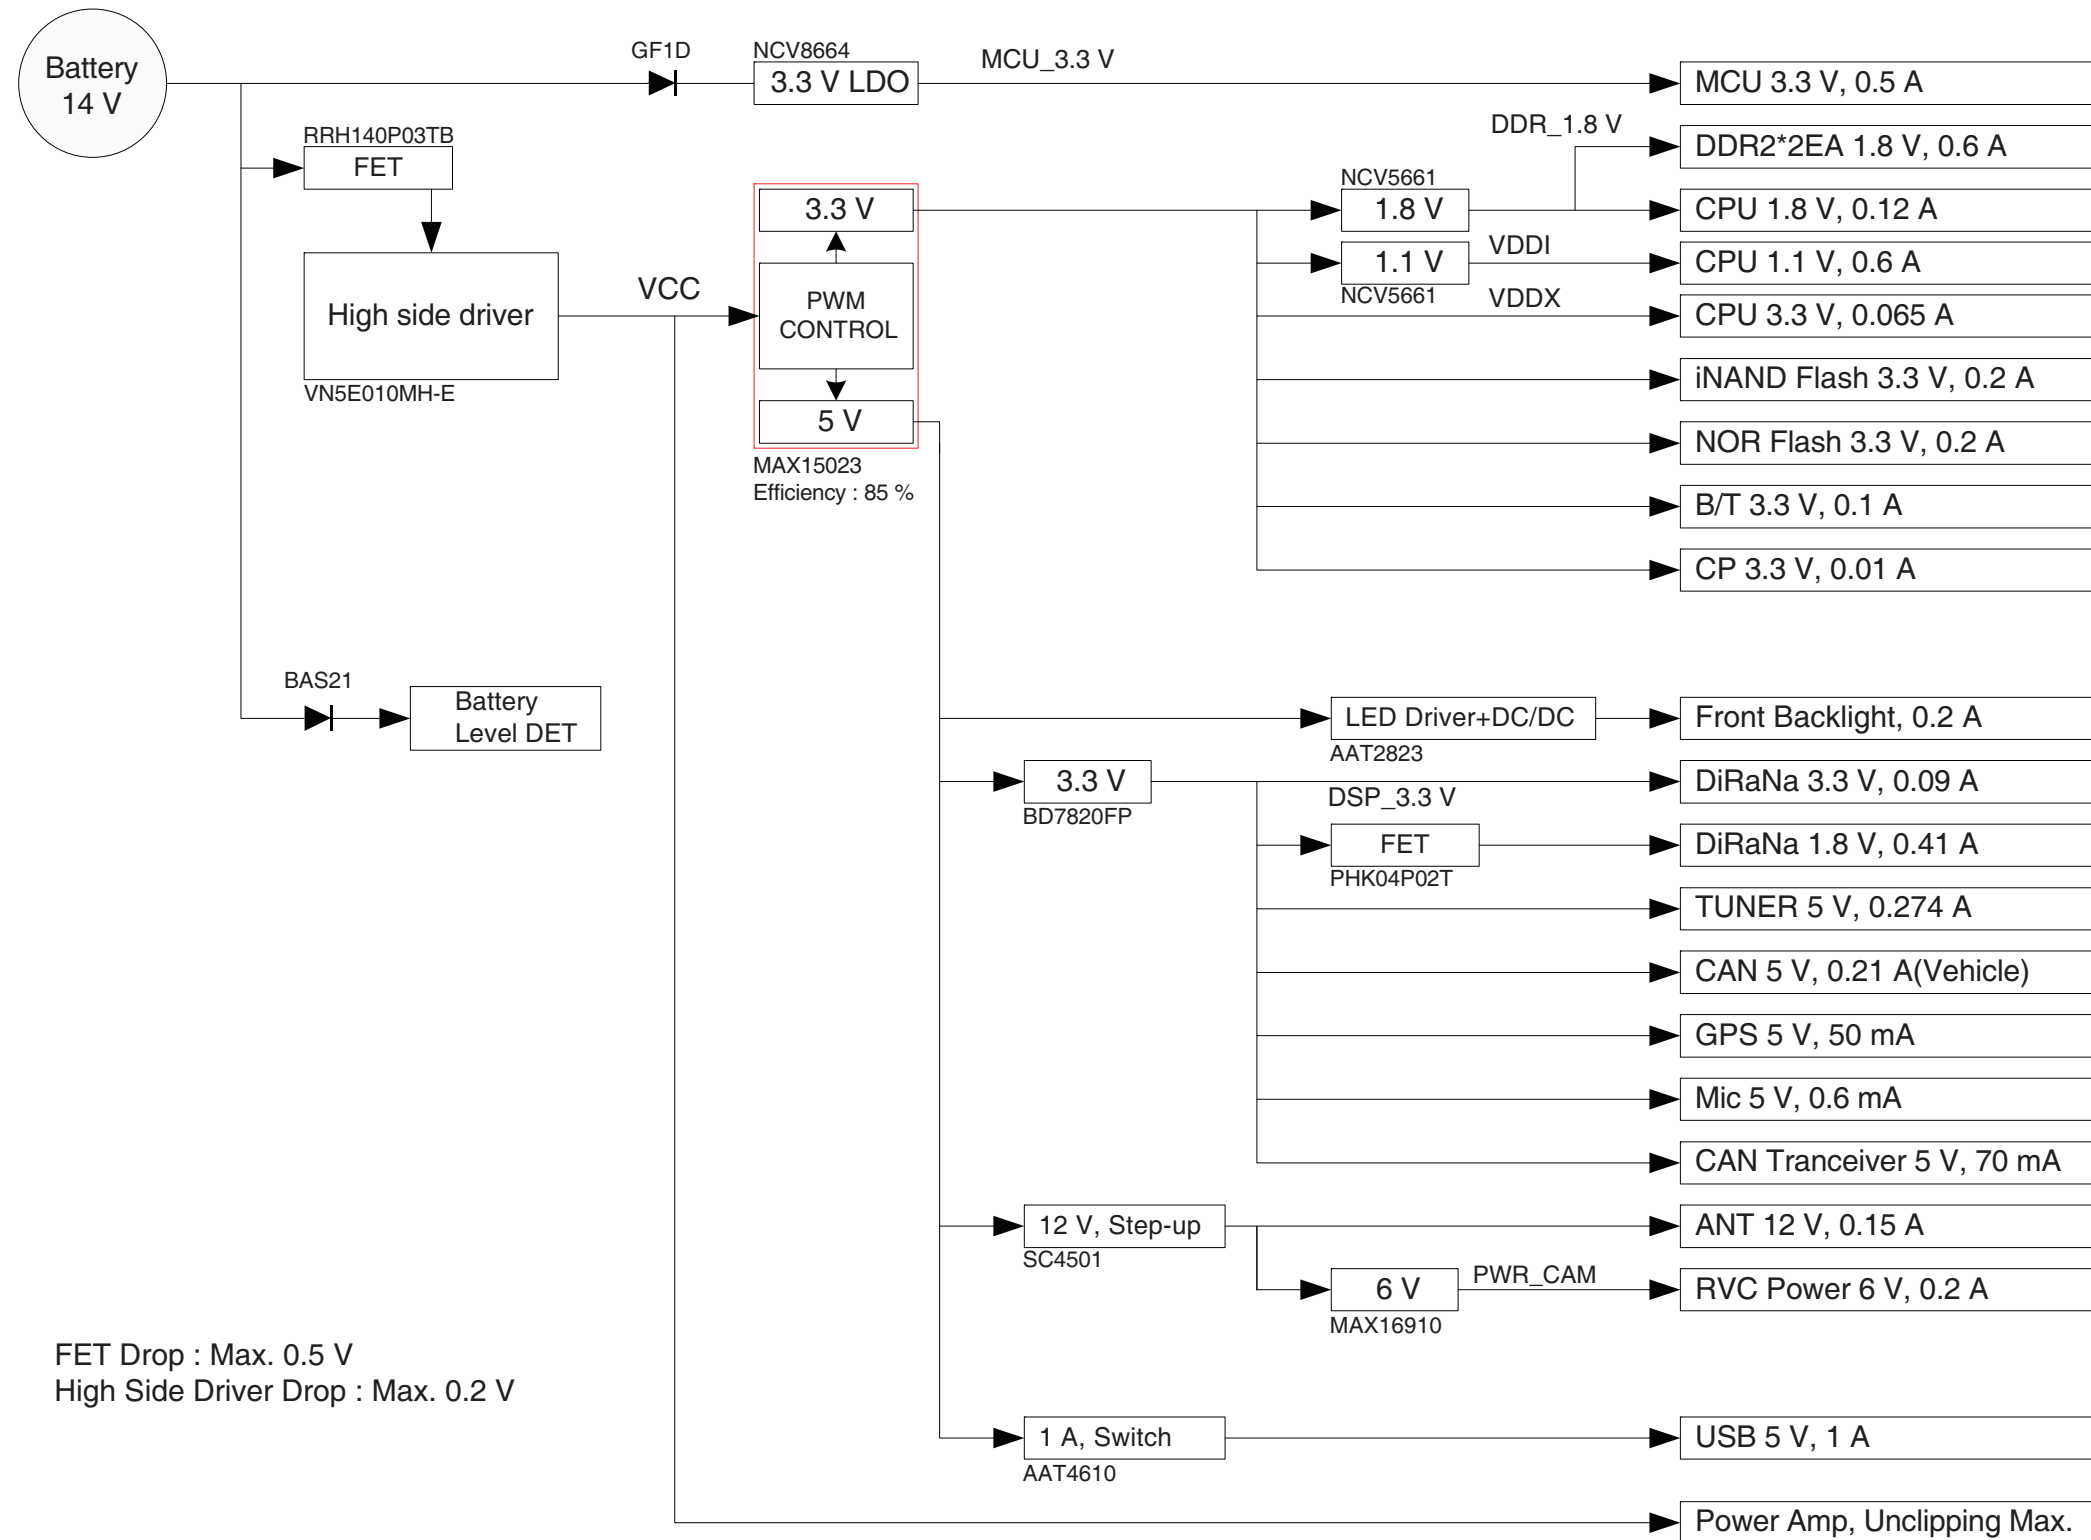 Battery
14 V
GF1D
NCV8664
3.3 V LDO
MCU_3.3 V
MCU 3.3 V, 0.5 A
RRH140P03TB
FET
High side driver
VN5E010MH-E
VCC
3.3 V
PWM
CONTROL
5 V
MAX15023
Efficiency : 85 %
DDR_1.8 V
DDR2*2EA 1.8 V, 0.6 A
NCV5661
1.8 V
CPU 1.8 V, 0.12 A
1.1 V
NCV5661
VDDI
CPU 1.1 V, 0.6 A
VDDX
CPU 3.3 V, 0.065 A
iNAND Flash 3.3 V, 0.2 A
NOR Flash 3.3 V, 0.2 A
B/T 3.3 V, 0.1 A
CP 3.3 V, 0.01 A
BAS21
Battery
Level DET
LED Driver+DC/DC
AAT2823
Front Backlight, 0.2 A
3.3 V
BD7820FP
DiRaNa 3.3 V, 0.09 A
DSP_3.3 V
FET
PHK04P02T
DiRaNa 1.8 V, 0.41 A
TUNER 5 V, 0.274 A
CAN 5 V, 0.21 A(Vehicle)
GPS 5 V, 50 mA
Mic 5 V, 0.6 mA
CAN Tranceiver 5 V, 70 mA
12 V, Step-up
SC4501
ANT 12 V, 0.15 A
6 V
MAX16910
PWR_CAM
RVC Power 6 V, 0.2 A
FET Drop : Max. 0.5 V
High Side Driver Drop : Max. 0.2 V
1 A, Switch
AAT4610
USB 5 V, 1 A
Power Amp, Unclipping Max.